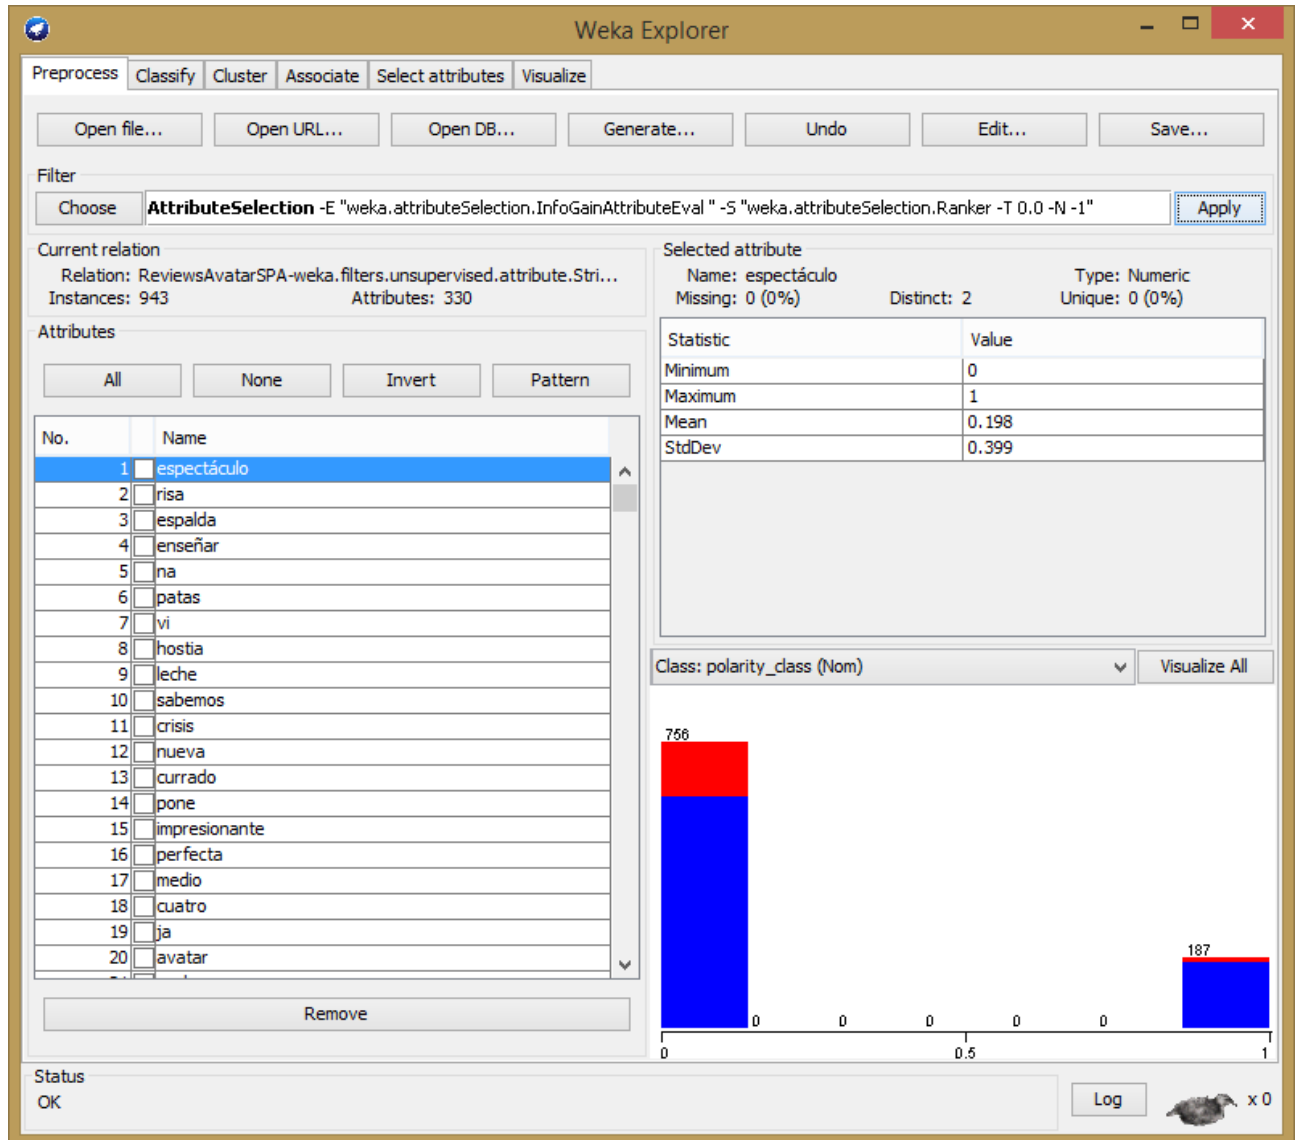 Weka Explorer
Preprocess Classify Cluster Associate Select attributes Visualize
Open file... Open URL... Open DB... Generate... Undo Edit... Save...
Filter
Choose AttributeSelection -E "weka.attributeSelection.InfoGainAttributeEval " -S "weka.attributeSelection.Ranker -T 0.0 -N -1" Apply
Current relation
Relation: ReviewsAvatarSPA-weka.filters.unsupervised.attribute.Stri...
Instances: 943 Attributes: 330
Attributes
All None Invert Pattern
No. Name
1 espectáculo
2 risa
3 espalda
4 enseñar
5 na
6 patas
7 vi
8 hostia
9 leche
10 sabemos
11 crisis
12 nueva
13 currado
14 pone
15 impresionante
16 perfecta
17 medio
18 cuatro
19 ja
20 avatar
Remove
Selected attribute
Name: espectáculo Type: Numeric
Missing: 0 (0%) Distinct: 2 Unique: 0 (0%)
Statistic Value
Minimum 0
Maximum 1
Mean 0.198
StdDev 0.399
Class: polarity_class (Nom) Visualize All
756
187
0 0 0 0 0
0 0.5 1
Status
OK
Log x 0